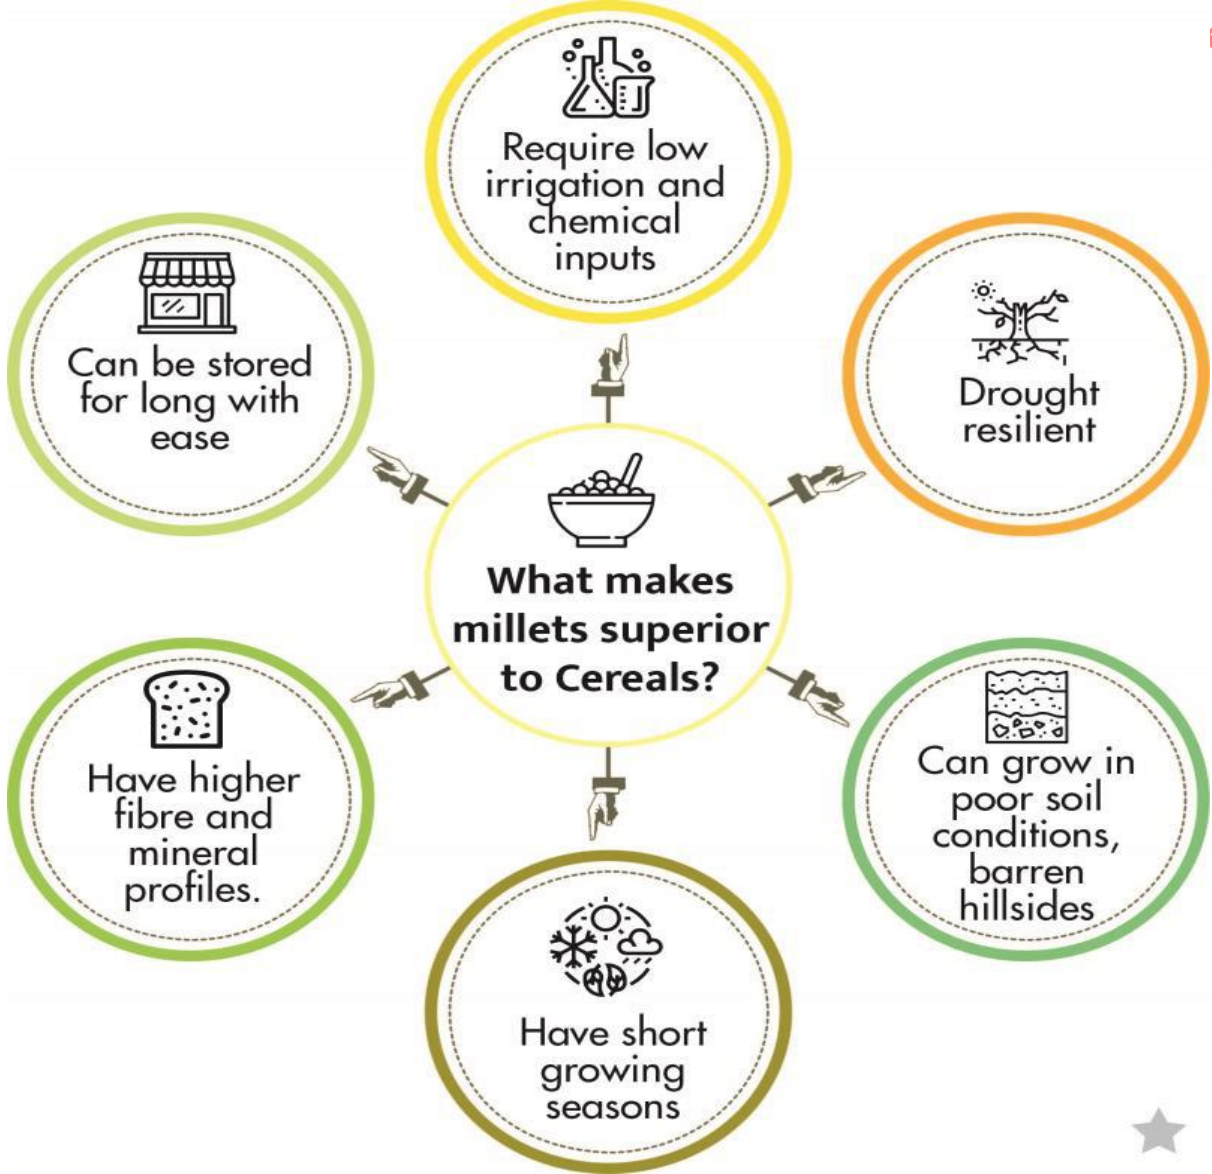 Require low
irrigation and
chemical
inputs
Can be stored
for long with
ease
Drought
resilient
What makes
millets superior
to Cereals?
Have higher
fibre and
mineral
profiles.
Can grow in
poor soil
conditions,
barren
hillsides
Have short
growing
seasons